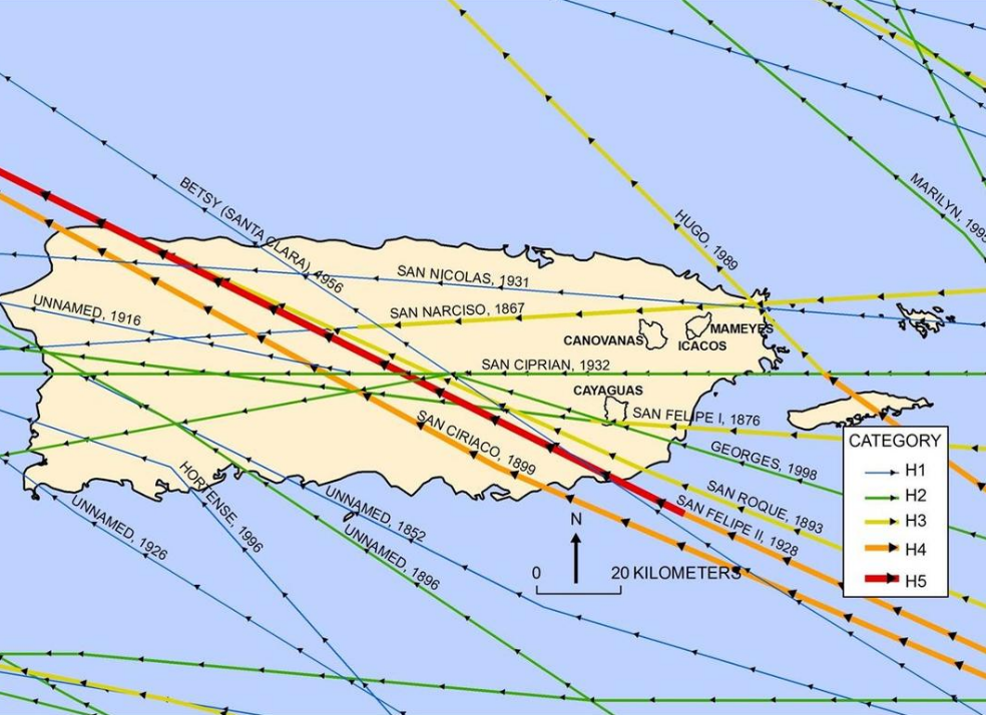 MARILYN, 1995
BETSY (SANTA CLARA) 4956
HUGO, 1989
SAN NICOLAS, 1931
UNNAMED, 1916
SAN NARCISO, 1867
MAMEYES
CANOVANAS
ICACOS
SAN CIPRIAN, 1932
CAYAGUAS
SAN FELIPE I, 1876
SAN CIRIACO, 1899
GEORGES, 1998
HORTENSE, 1996
UNNAMED, 1926
UNNAMED, 1852
UNNAMED, 1896
SAN ROQUE, 1893
SAN FELIPE II, 1928
N
0 20 KILOMETERS
CATEGORY
H1
H2
H3
H4
H5